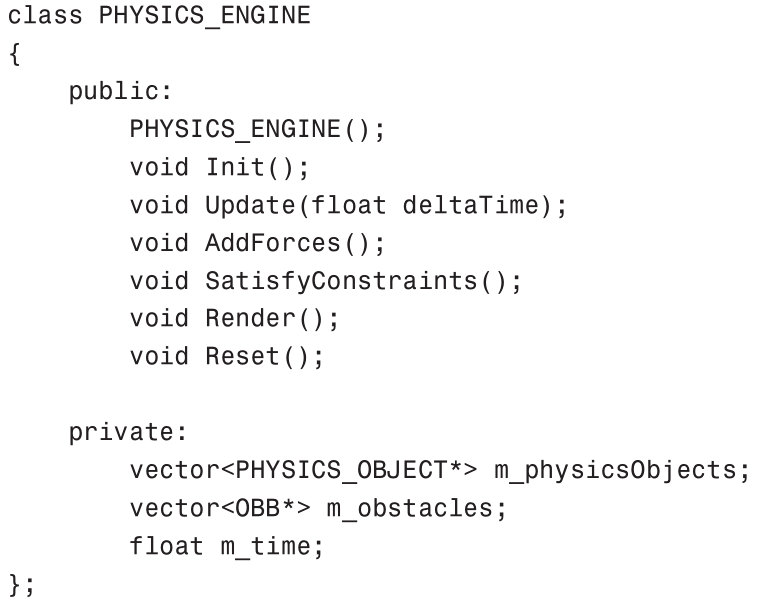 class PHYSICS_ENGINE
{
    public:
        PHYSICS_ENGINE();
        void Init();
        void Update(float deltaTime);
        void AddForces();
        void SatisfyConstraints();
        void Render();
        void Reset();

    private:
        vector<PHYSICS_OBJECT*> m_physicsObjects;
        vector<OBB*> m_obstacles;
        float m_time;
};